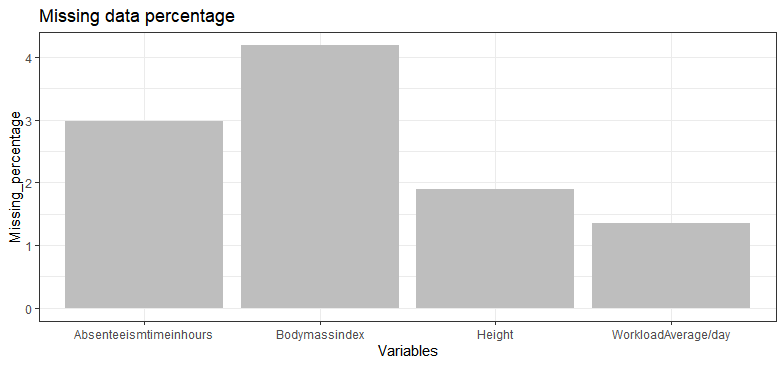 Missing data percentage
Missing_percentage
4
3
2
1
0
Absenteeismtimeinhours Bodymassindex Height WorkloadAverage/day
Variables